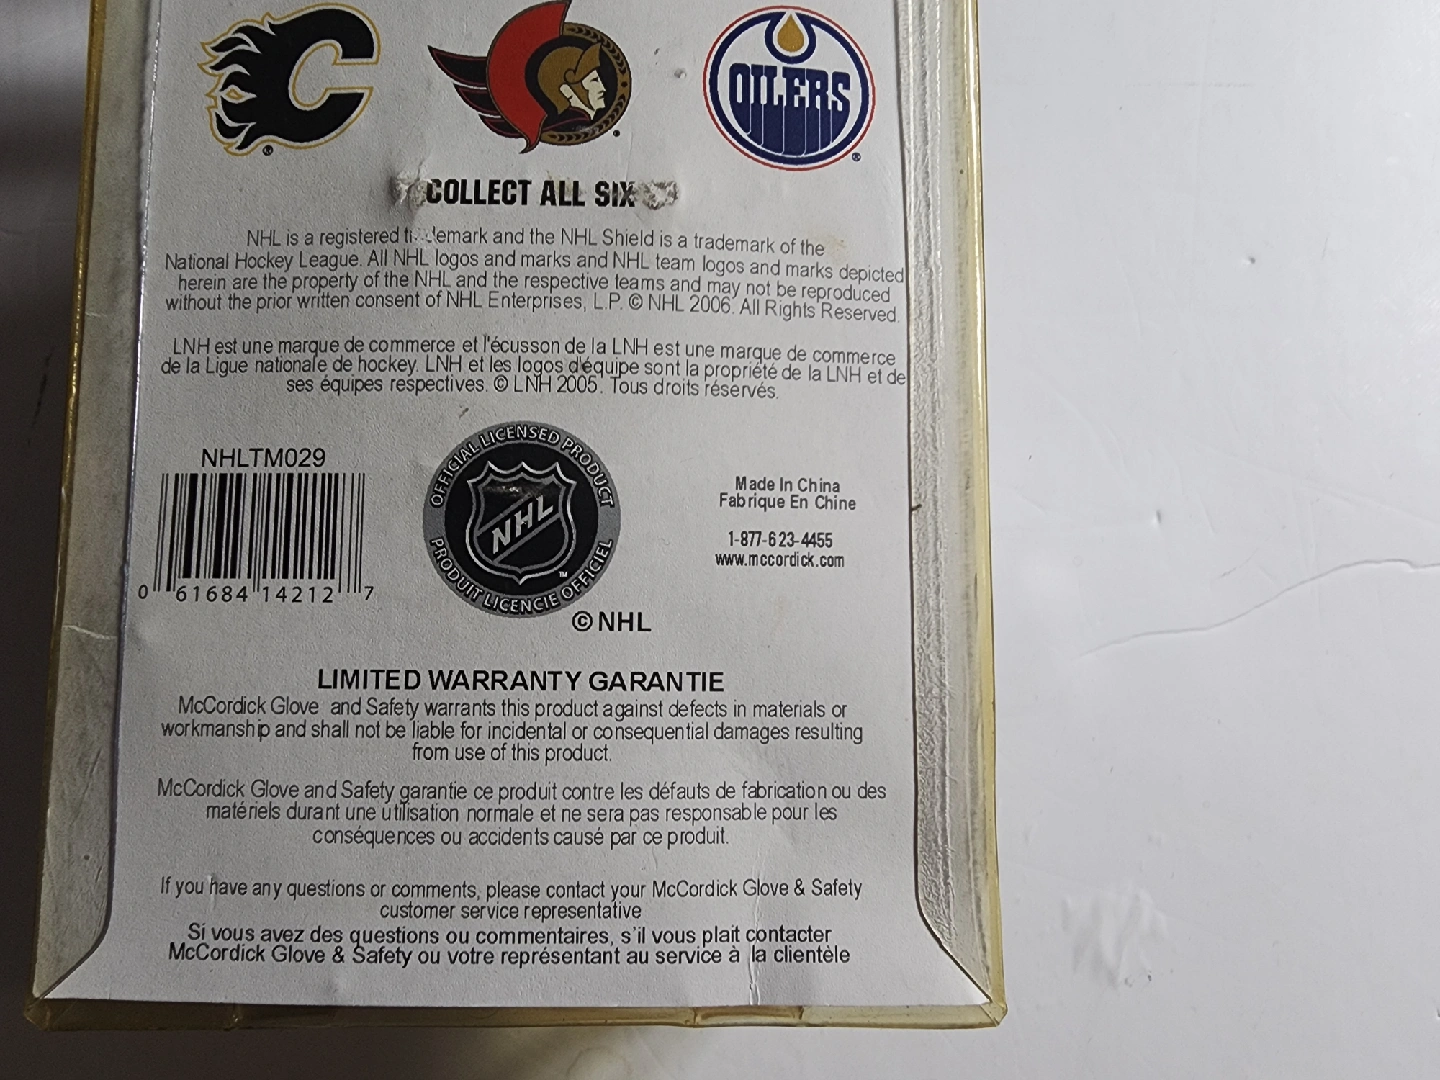 C
OILERS
COLLECT ALL SIX
NHL is a registered emark and the NHL Shield is a trademark of the
National Hockey League. All NHL logos and marks and NHL team logos and marks depicted
herein are the property of the NHL and the respective teams and may not be reproduced
without the prior written consent of NHL Enterprises, L.P. © NHL 2006. All Rights Reserved.
LNH est une marque de commerce et l'écusson de la LNH est une marque de commerce
de la Ligue nationale de hockey. LNH et les logos d'équipe sont la propriété de la LNH et de
ses équipes respectives. © LNH 2005. Tous droits réservés.
NHLTM029
0 61684 14212 7
OFFICIAL LICENSED PRODUCT
NHL
™
PRODUIT LICENCIE OFFICIEL
© NHL
Made In China
Fabrique En Chine
1-877-623-4455
www.mccordick.com
LIMITED WARRANTY GARANTIE
McCordick Glove and Safety warrants this product against defects in materials or
workmanship and shall not be liable for incidental or consequential damages resulting
from use of this product.
McCordick Glove and Safety garantie ce produit contre les défauts de fabrication ou des
matériels durant une utilisation normale et ne sera pas responsable pour les
conséquences ou accidents causé par ce produit.
If you have any questions or comments, please contact your McCordick Glove & Safety
customer service representative
Si vous avez des questions ou commentaires, s'il vous plait contacter
McCordick Glove & Safety ou votre représentant au service à la clientèle